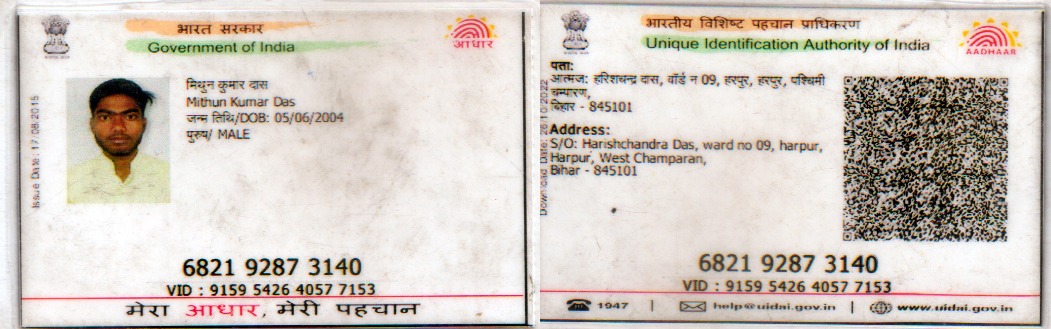 भारत सरकार
Government of India
आधार
Issue Date: 17/08/2015
मिथुन कुमार दास
Mithun Kumar Das
जन्म तिथि/DOB: 05/06/2004
पुरुष/ MALE
6821 9287 3140
VID : 9159 5426 4057 7153
मेरा आधार, मेरी पहचान
भारतीय विशिष्ट पहचान प्राधिकरण
Unique Identification Authority of India
AADHAAR
Download Date: 26/10/2022
पता:
आत्मज: हरिशचन्द्र दास, वॉर्ड न 09, हरपुर, हरपुर, पश्चिमी
चम्पारण,
बिहार - 845101
Address:
S/O: Harishchandra Das, ward no 09, harpur,
Harpur, West Champaran,
Bihar - 845101
6821 9287 3140
VID : 9159 5426 4057 7153
1947 | help@uidai.gov.in | www.uidai.gov.in